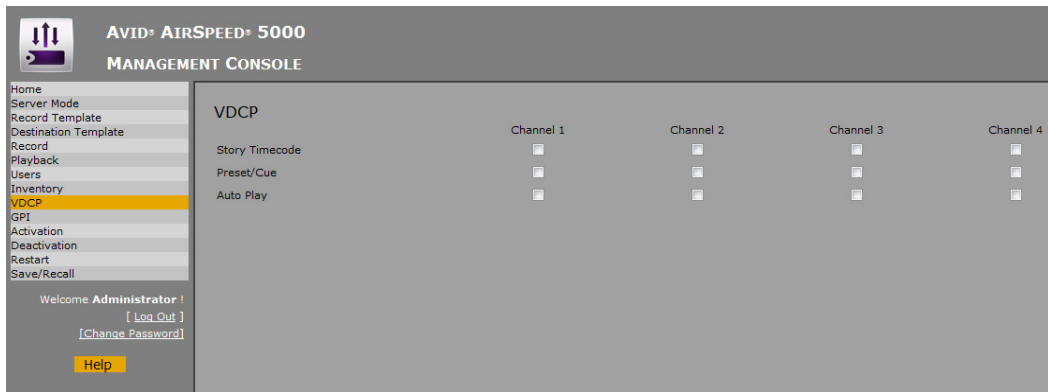 AVID® AIRSPEED® 5000
MANAGEMENT CONSOLE
Home
Server Mode
Record Template
Destination Template
Record
Playback
Users
Inventory
VDCP
GPI
Activation
Deactivation
Restart
Save/Recall
Welcome Administrator !
[ Log Out ]
[Change Password]
Help
VDCP
Channel 1 Channel 2 Channel 3 Channel 4
Story Timecode
Preset/Cue
Auto Play